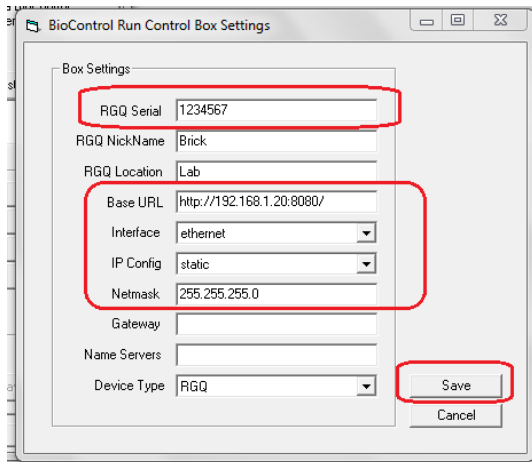 BioControl Run Control Box Settings
Box Settings
RGQ Serial 1234567
RGQ NickName Brick
RGQ Location Lab
Base URL http://192.168.1.20:8080/
Interface ethernet
IP Config static
Netmask 255.255.255.0
Gateway
Name Servers
Device Type RGQ
Save
Cancel